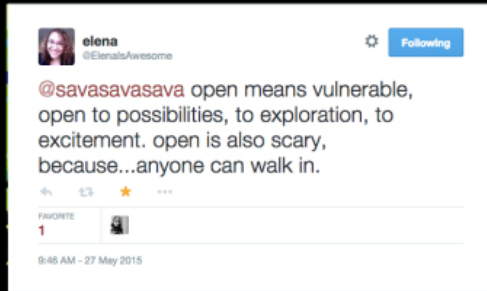 elena
@ElenaIsAwesome
Following
@savasavasava open means vulnerable,
open to possibilities, to exploration, to
excitement. open is also scary,
because...anyone can walk in.
FAVORITE
1
9:46 AM - 27 May 2015